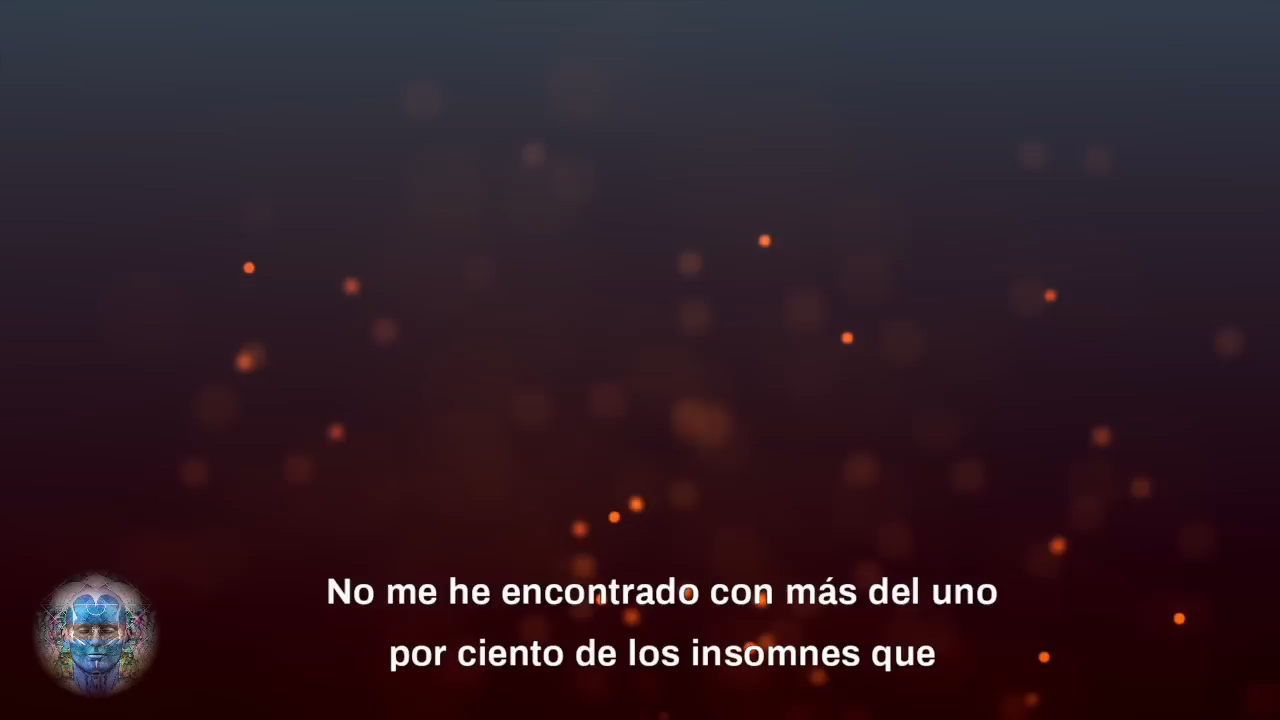 No me he encontrado con más del uno
por ciento de los insomnes que